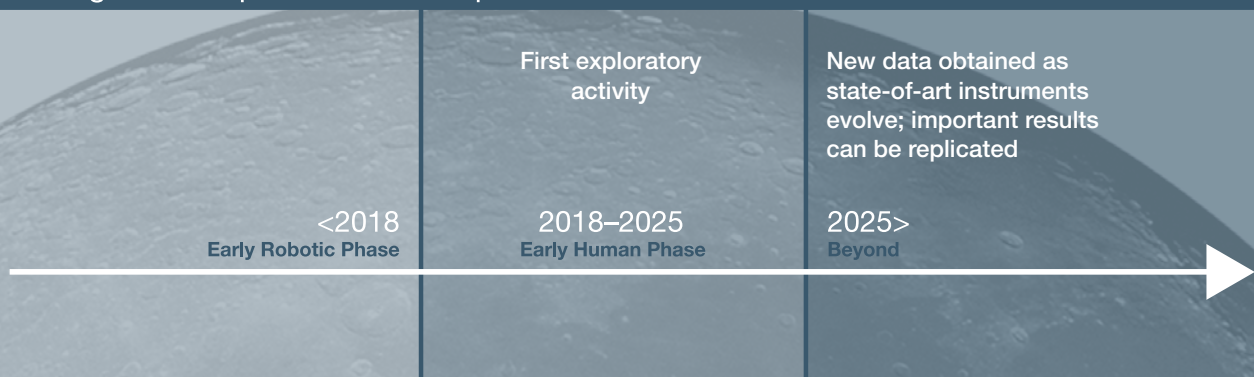 <2018
Early Robotic Phase
First exploratory
activity
2018–2025
Early Human Phase
New data obtained as
state-of-art instruments
evolve; important results
can be replicated
2025>
Beyond